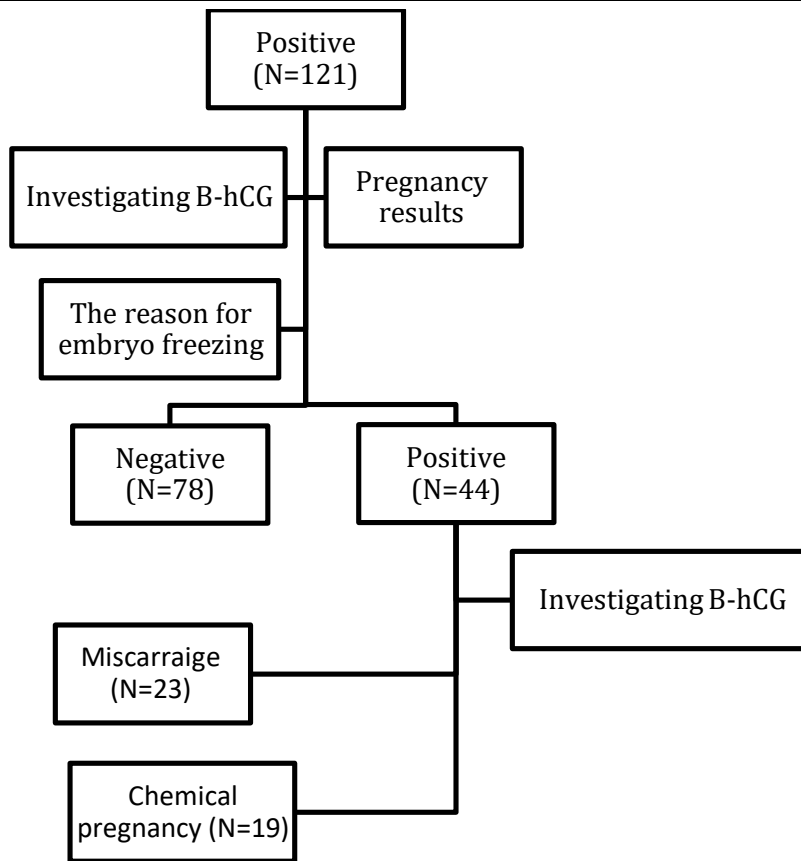 Positive
(N=121)
Investigating B-hCG
Pregnancy
results
The reason for
embryo freezing
Negative
(N=78)
Positive
(N=44)
Investigating B-hCG
Miscarraige
(N=23)
Chemical
pregnancy (N=19)